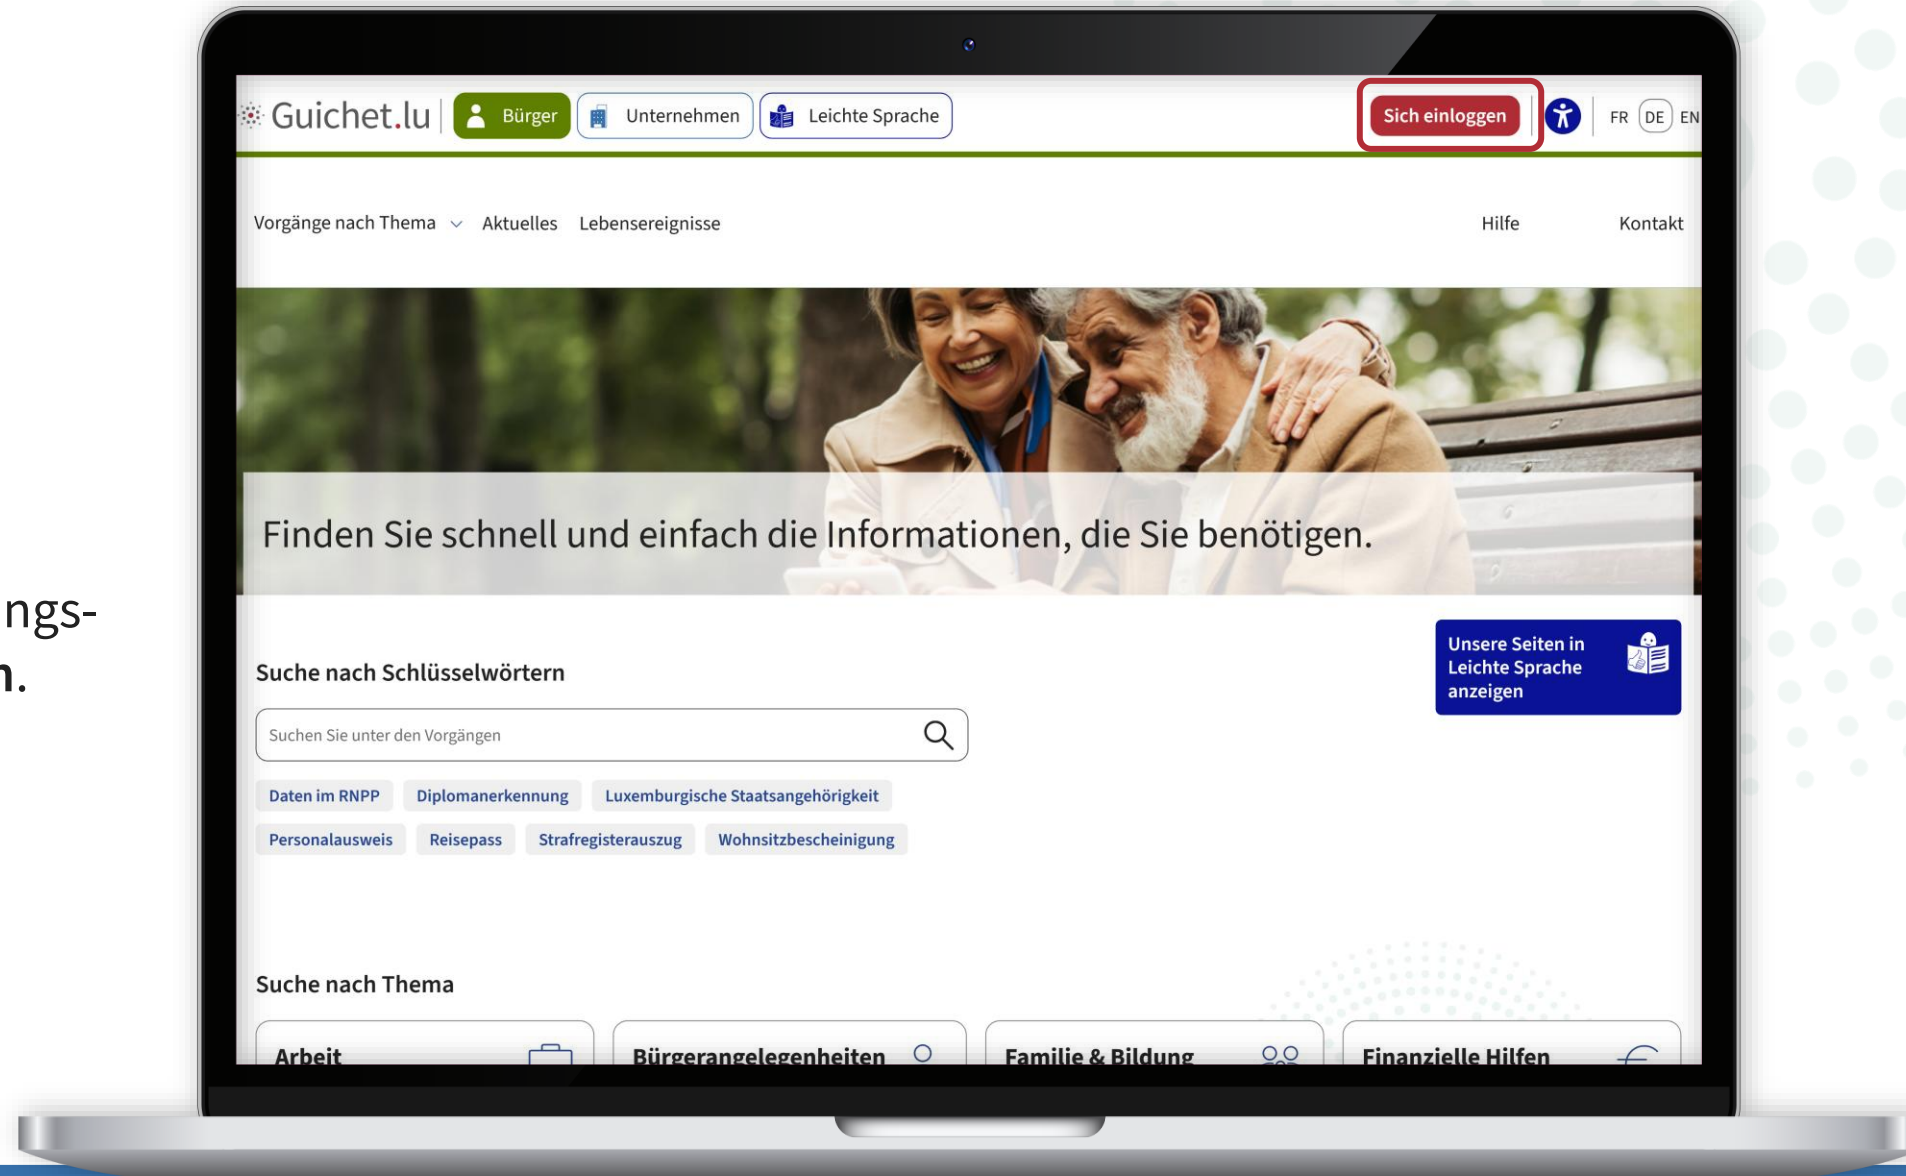 Guichet.lu Bürger Unternehmen Leichte Sprache Sich einloggen FR DE EN
Vorgänge nach Thema Aktuelles Lebensereignisse Hilfe Kontakt
Finden Sie schnell und einfach die Informationen, die Sie benötigen.
ngs-
n.
Unsere Seiten in
Leichte Sprache
anzeigen
Suche nach Schlüsselwörtern
Suchen Sie unter den Vorgängen
Daten im RNPP Diplomanerkennung Luxemburgische Staatsangehörigkeit
Personalausweis Reisepass Strafregisterauszug Wohnsitzbescheinigung
Suche nach Thema
Arbeit Bürgerangelegenheiten Familie & Bildung Finanzielle Hilfen